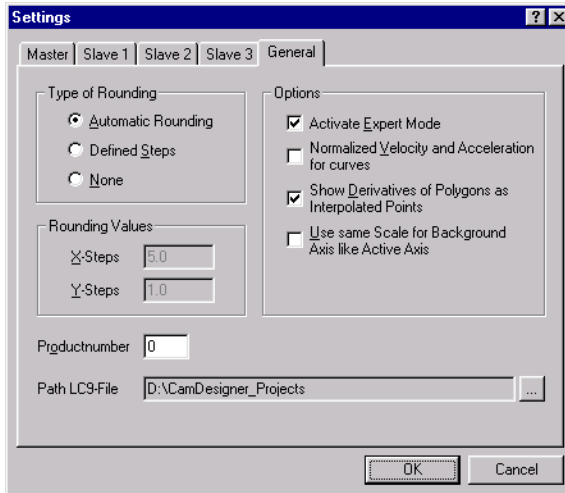 Settings
Master Slave 1 Slave 2 Slave 3 General
Type of Rounding
Automatic Rounding
Defined Steps
None
Rounding Values
X-Steps 5.0
Y-Steps 1.0
Options
Activate Expert Mode
Normalized Velocity and Acceleration
for curves
Show Derivatives of Polygons as
Interpolated Points
Use same Scale for Background
Axis like Active Axis
Productnumber 0
Path LC9-File D:\CamDesigner_Projects ...
OK Cancel